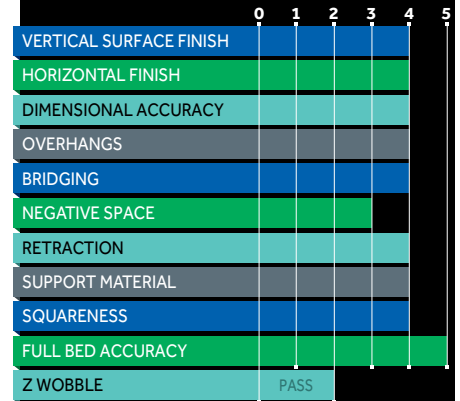 0 1 2 3 4 5
VERTICAL SURFACE FINISH
HORIZONTAL FINISH
DIMENSIONAL ACCURACY
OVERHANGS
BRIDGING
NEGATIVE SPACE
RETRACTION
SUPPORT MATERIAL
SQUARENESS
FULL BED ACCURACY
Z WOBBLE PASS